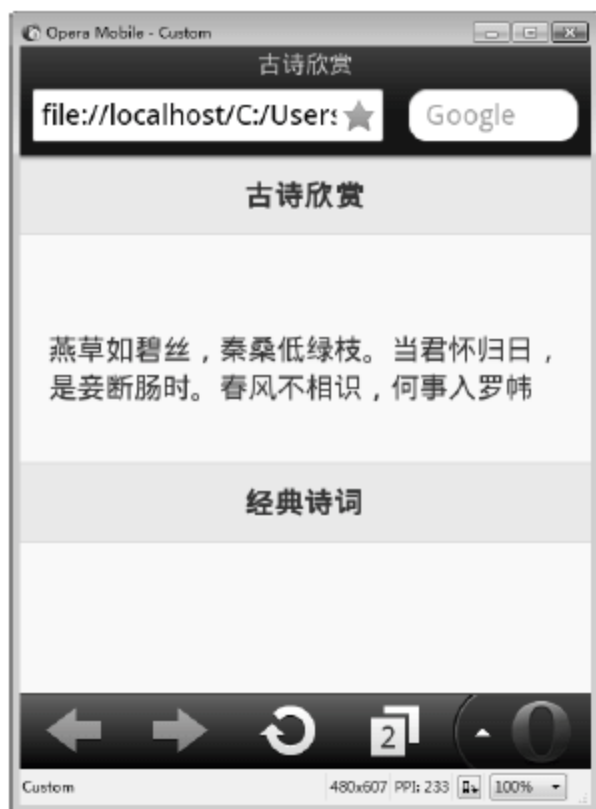 Opera Mobile - Custom
古诗欣赏
file://localhost/C:/Users
Google
古诗欣赏
燕草如碧丝，秦桑低绿枝。当君怀归日，
是妾断肠时。春风不相识，何事入罗帏
经典诗词
2
Custom 480x607 PPI: 233 100%